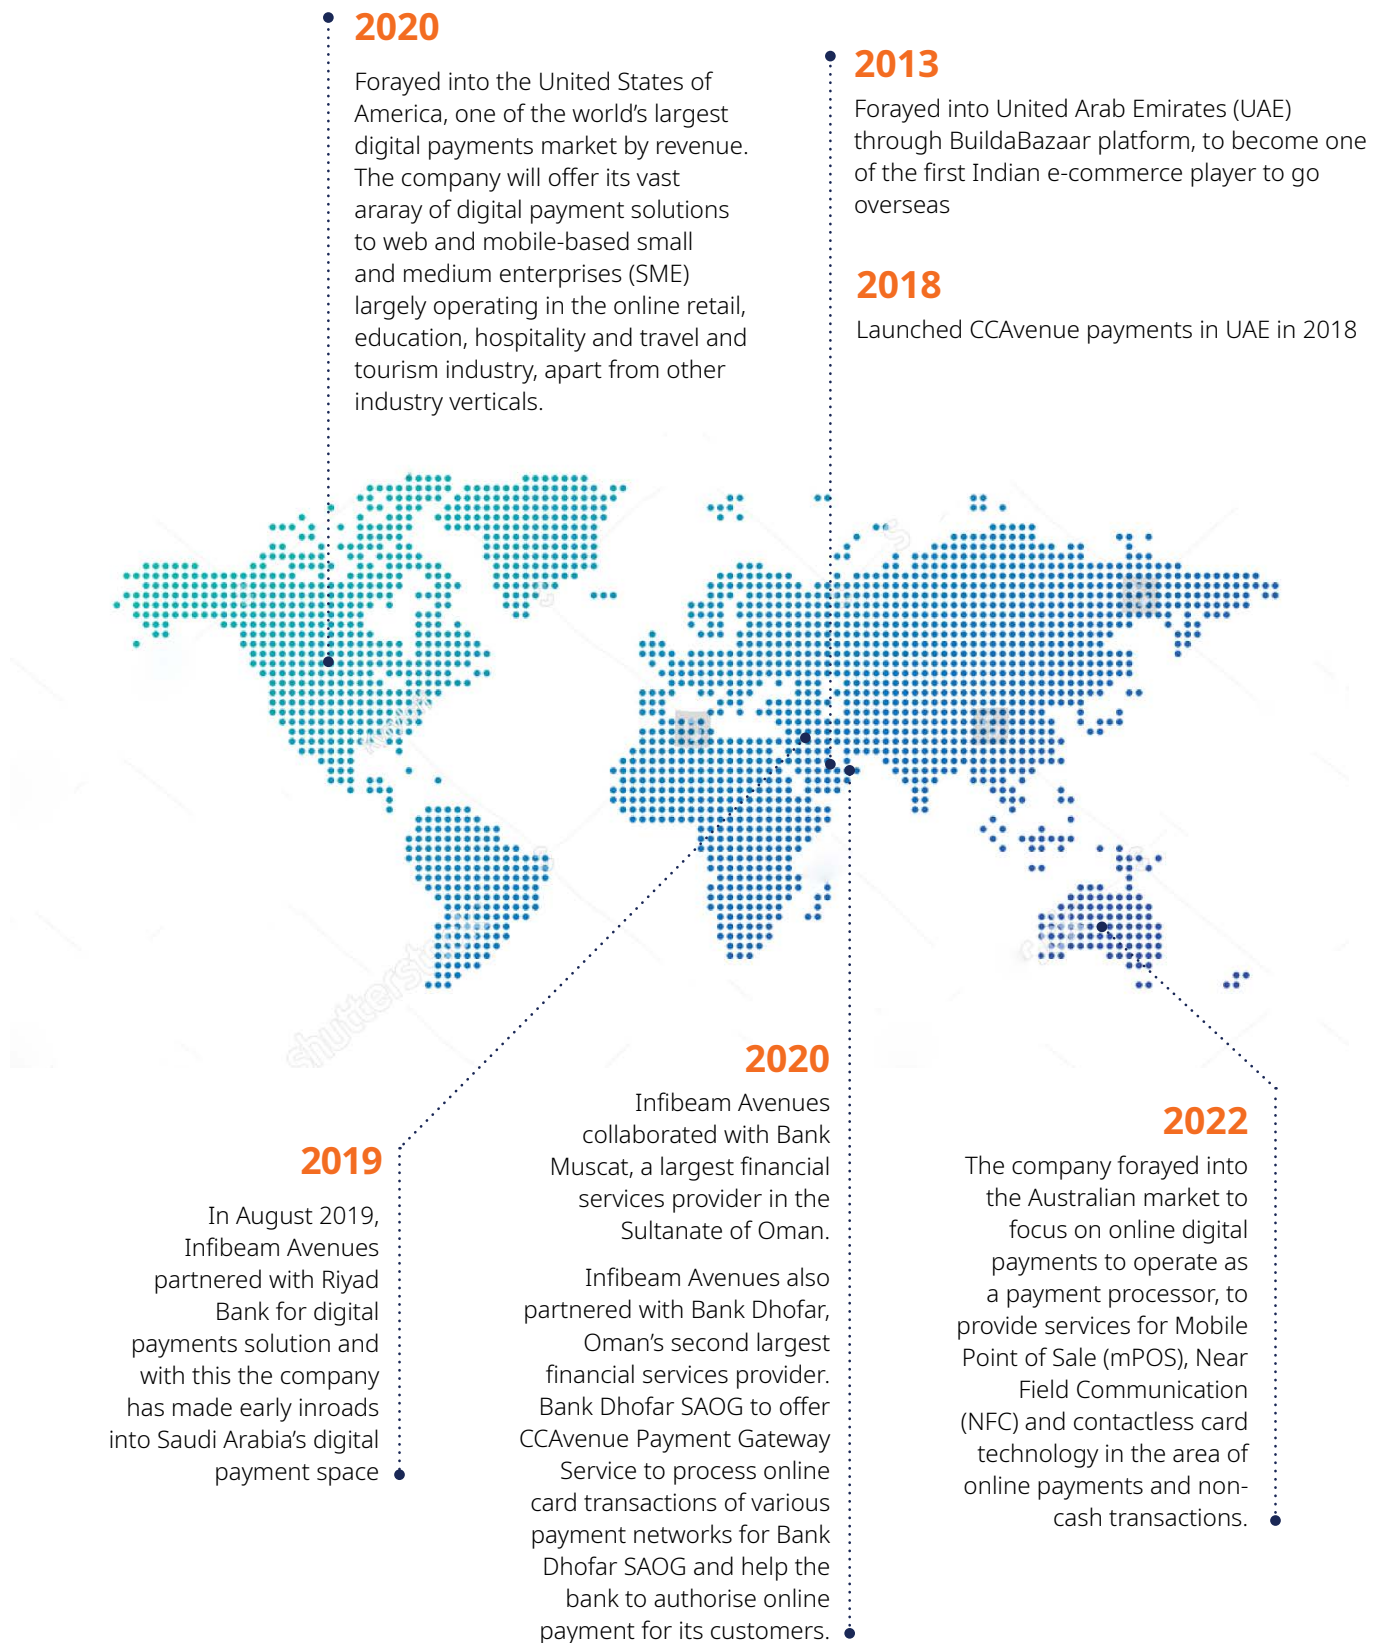 2020
Forayed into the United States of
America, one of the world’s largest
digital payments market by revenue.
The company will offer its vast
araray of digital payment solutions
to web and mobile-based small
and medium enterprises (SME)
largely operating in the online retail,
education, hospitality and travel and
tourism industry, apart from other
industry verticals.
2013
Forayed into United Arab Emirates (UAE)
through BuildaBazaar platform, to become one
of the first Indian e-commerce player to go
overseas
2018
Launched CCAvenue payments in UAE in 2018
shutterstock
2019
In August 2019,
Infibeam Avenues
partnered with Riyad
Bank for digital
payments solution and
with this the company
has made early inroads
into Saudi Arabia’s digital
payment space
2020
Infibeam Avenues
collaborated with Bank
Muscat, a largest financial
services provider in the
Sultanate of Oman.
Infibeam Avenues also
partnered with Bank Dhofar,
Oman’s second largest
financial services provider.
Bank Dhofar SAOG to offer
CCAvenue Payment Gateway
Service to process online
card transactions of various
payment networks for Bank
Dhofar SAOG and help the
bank to authorise online
payment for its customers.
2022
The company forayed into
the Australian market to
focus on online digital
payments to operate as
a payment processor, to
provide services for Mobile
Point of Sale (mPOS), Near
Field Communication
(NFC) and contactless card
technology in the area of
online payments and non-
cash transactions.